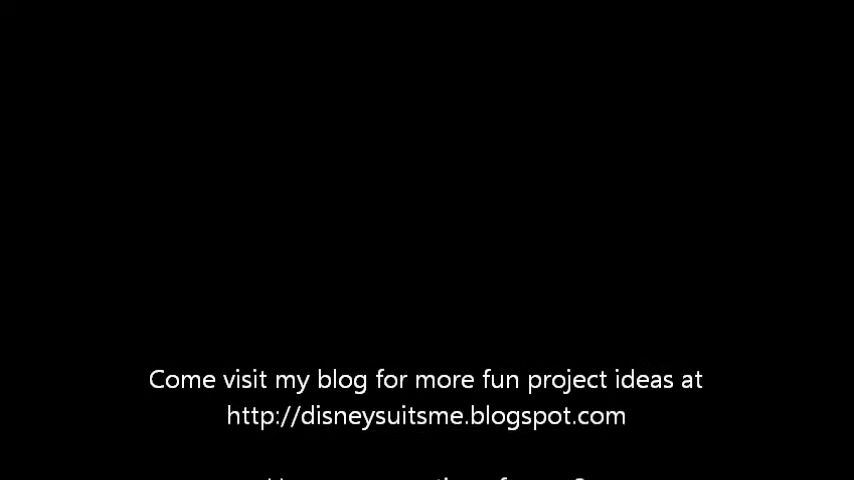 Come visit my blog for more fun project ideas at
http://disneysuitsme.blogspot.com